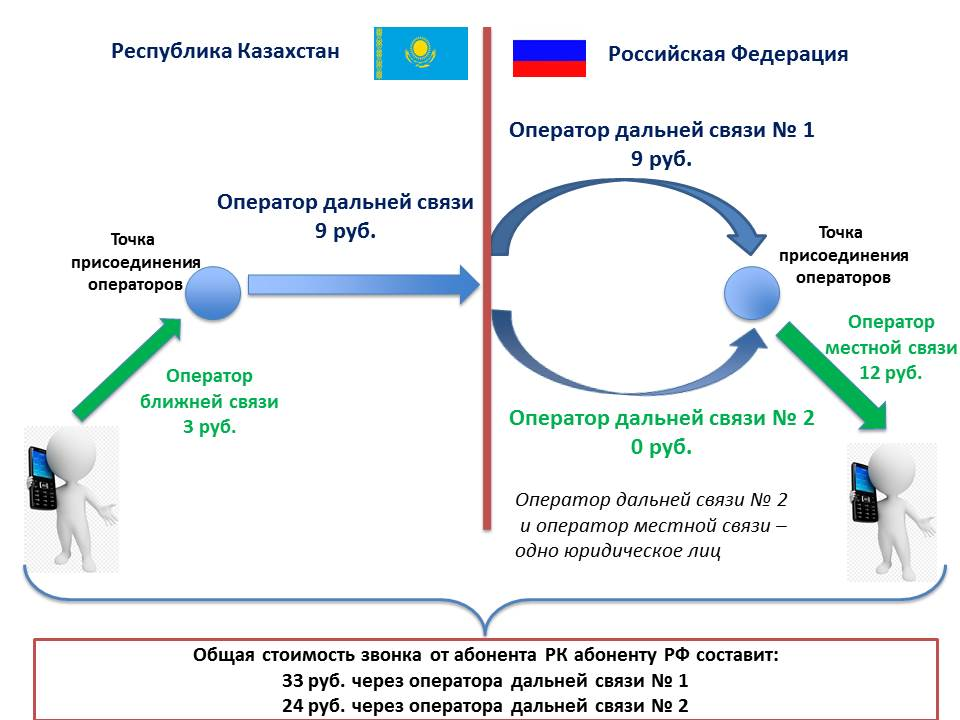 Республика Казахстан
Российская Федерация
Оператор дальней связи № 1
9 руб.
Оператор дальней связи
9 руб.
Точка
присоединения
операторов
Точка
присоединения
операторов
Оператор
ближней связи
3 руб.
Оператор
местной связи
12 руб.
Оператор дальней связи № 2
0 руб.
Оператор дальней связи № 2
и оператор местной связи –
одно юридическое лиц
Общая стоимость звонка от абонента РК абоненту РФ составит:
33 руб. через оператора дальней связи № 1
24 руб. через оператора дальней связи № 2